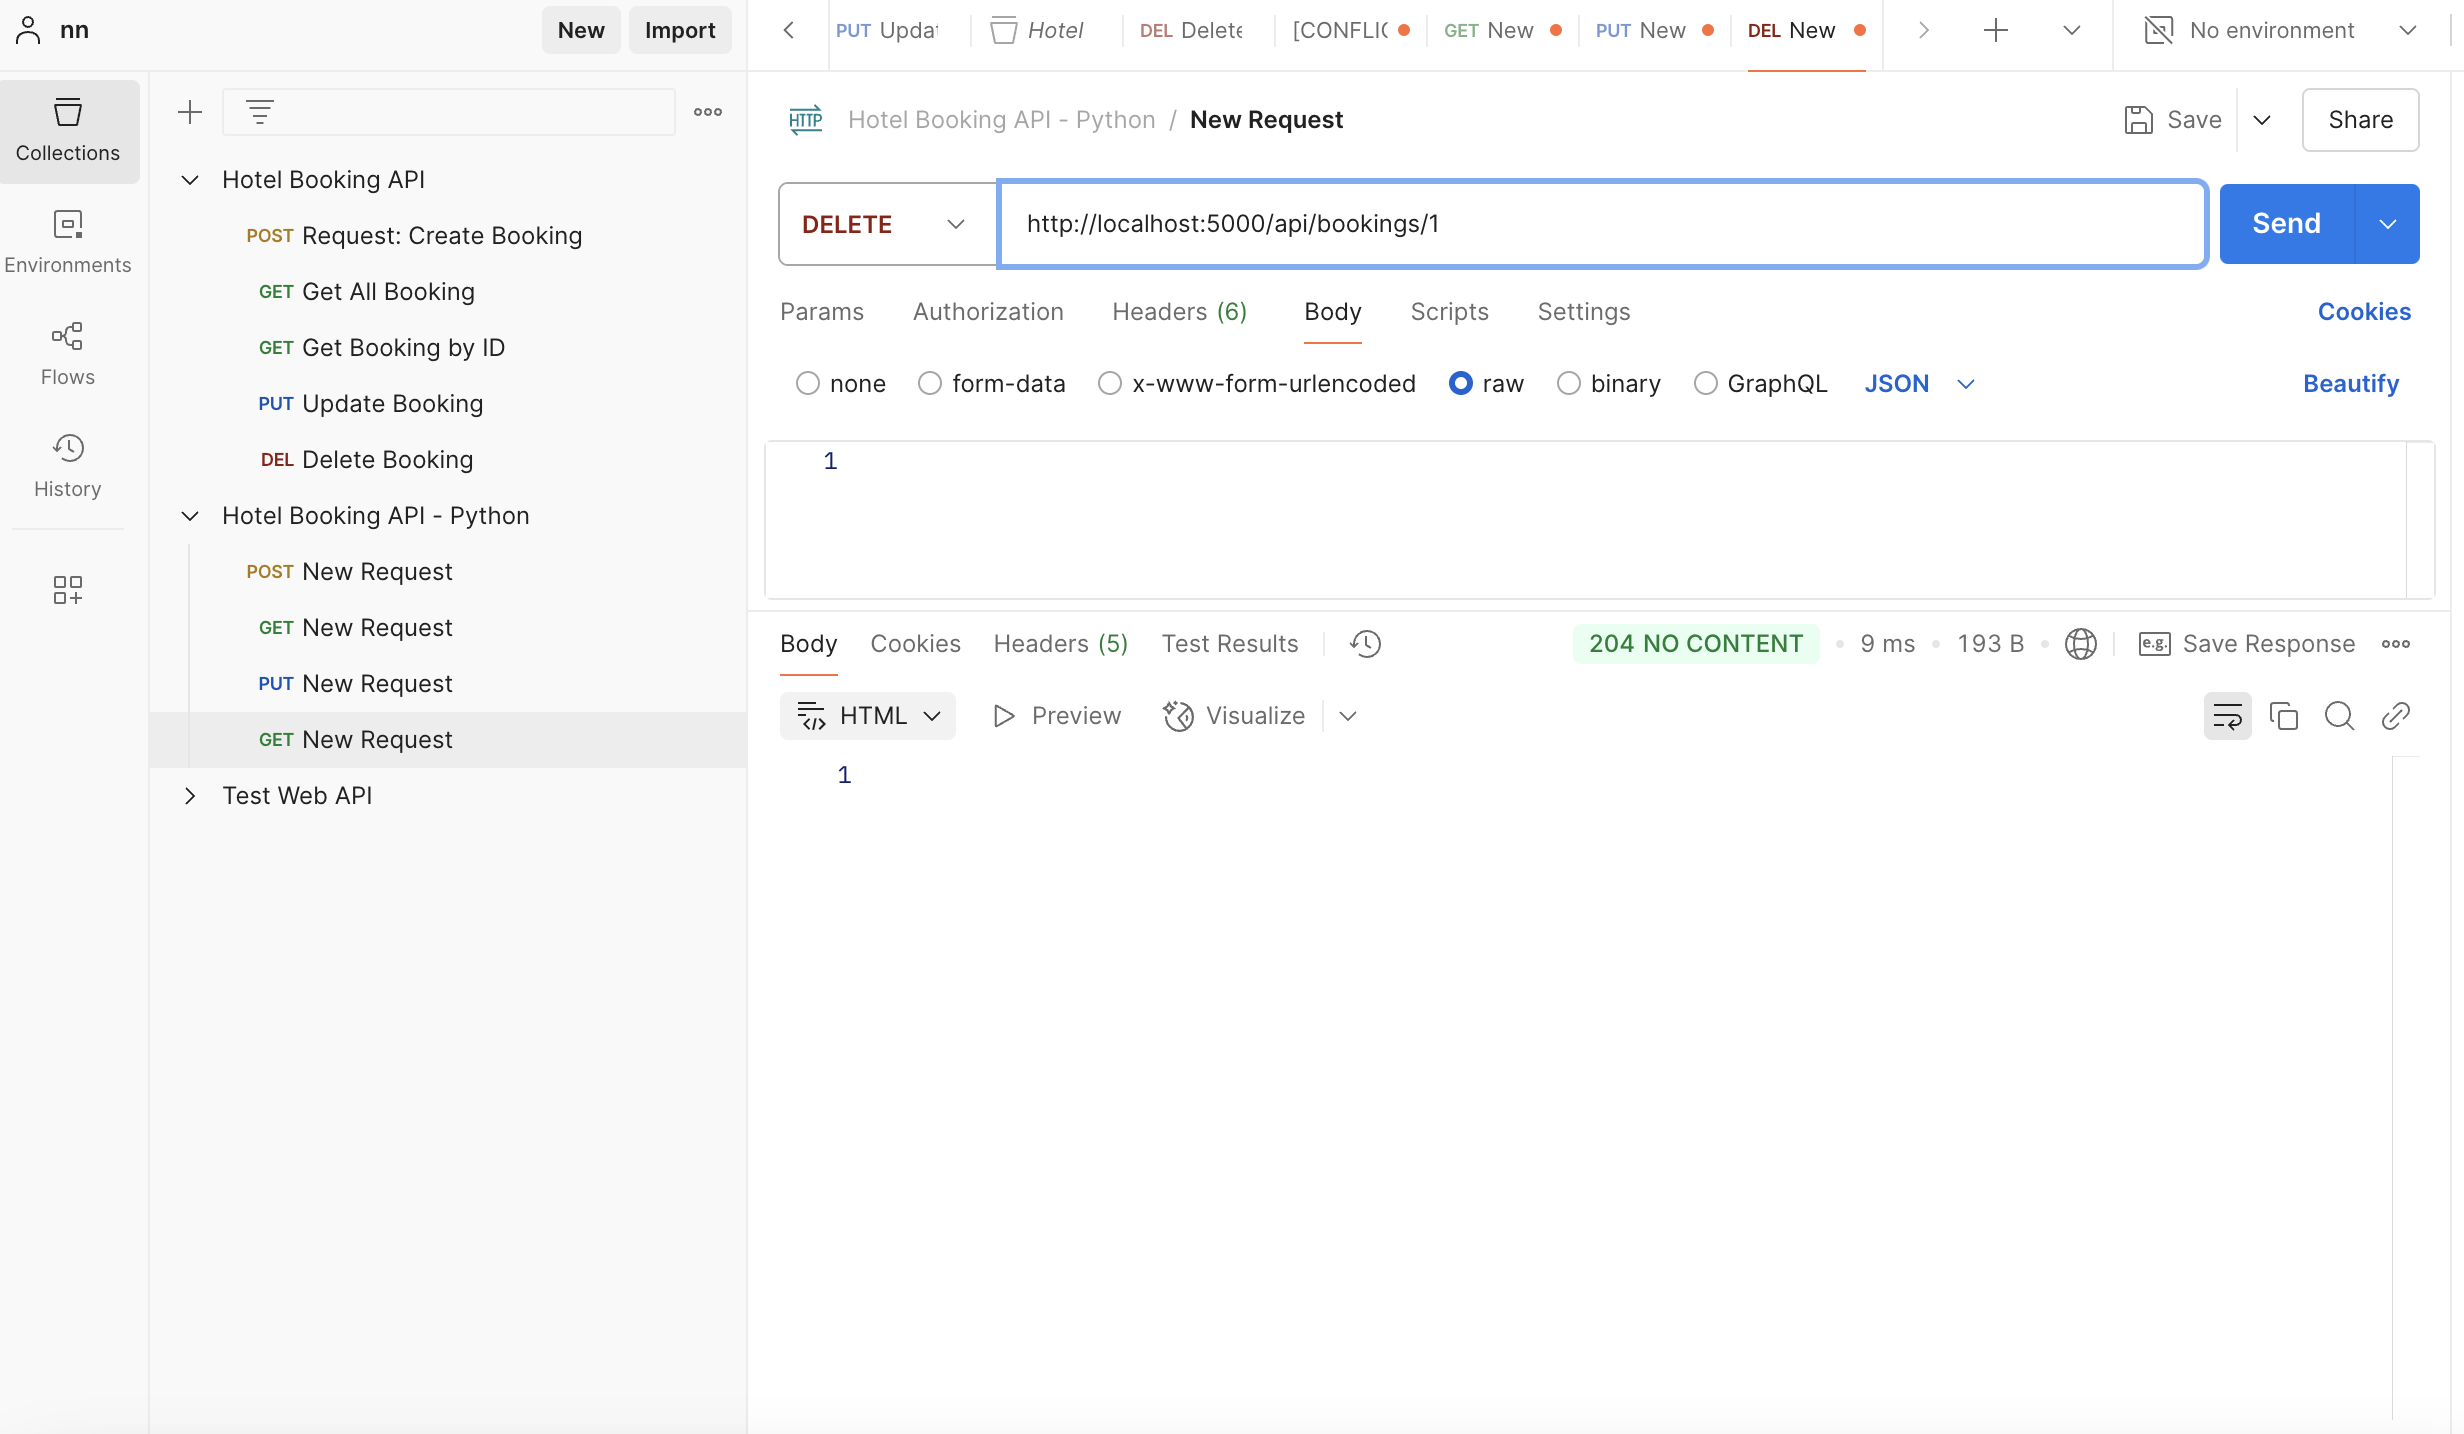 nn
New
Import
PUT Updat
Hotel
DEL Delete
[CONFLIC
GET New
PUT New
DEL New
No environment
Collections
Environments
Flows
History
Hotel Booking API
POST Request: Create Booking
GET Get All Booking
GET Get Booking by ID
PUT Update Booking
DEL Delete Booking
Hotel Booking API - Python
POST New Request
GET New Request
PUT New Request
GET New Request
Test Web API
HTTP Hotel Booking API - Python / New Request
Save
Share
DELETE
http://localhost:5000/api/bookings/1
Send
Params Authorization Headers (6) Body Scripts Settings Cookies
none form-data x-www-form-urlencoded raw binary GraphQL JSON Beautify
1
Body Cookies Headers (5) Test Results 204 NO CONTENT 9 ms 193 B e.g. Save Response
HTML Preview Visualize
1